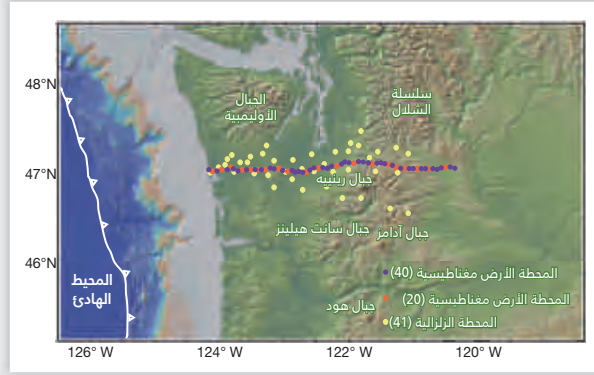 48°N
47°N
46°N
الجبال
الأوليمبية
سلسلة
الشلال
جبال رينييه
جبال سانت هيلينز
جبال آدامز
المحيط
الهادئ
جبال هود
المحطة الأرض مغناطيسية (40)
المحطة الأرض مغناطيسية (20)
المحطة الزلزالية (41)
126° W
124° W
122° W
120° W